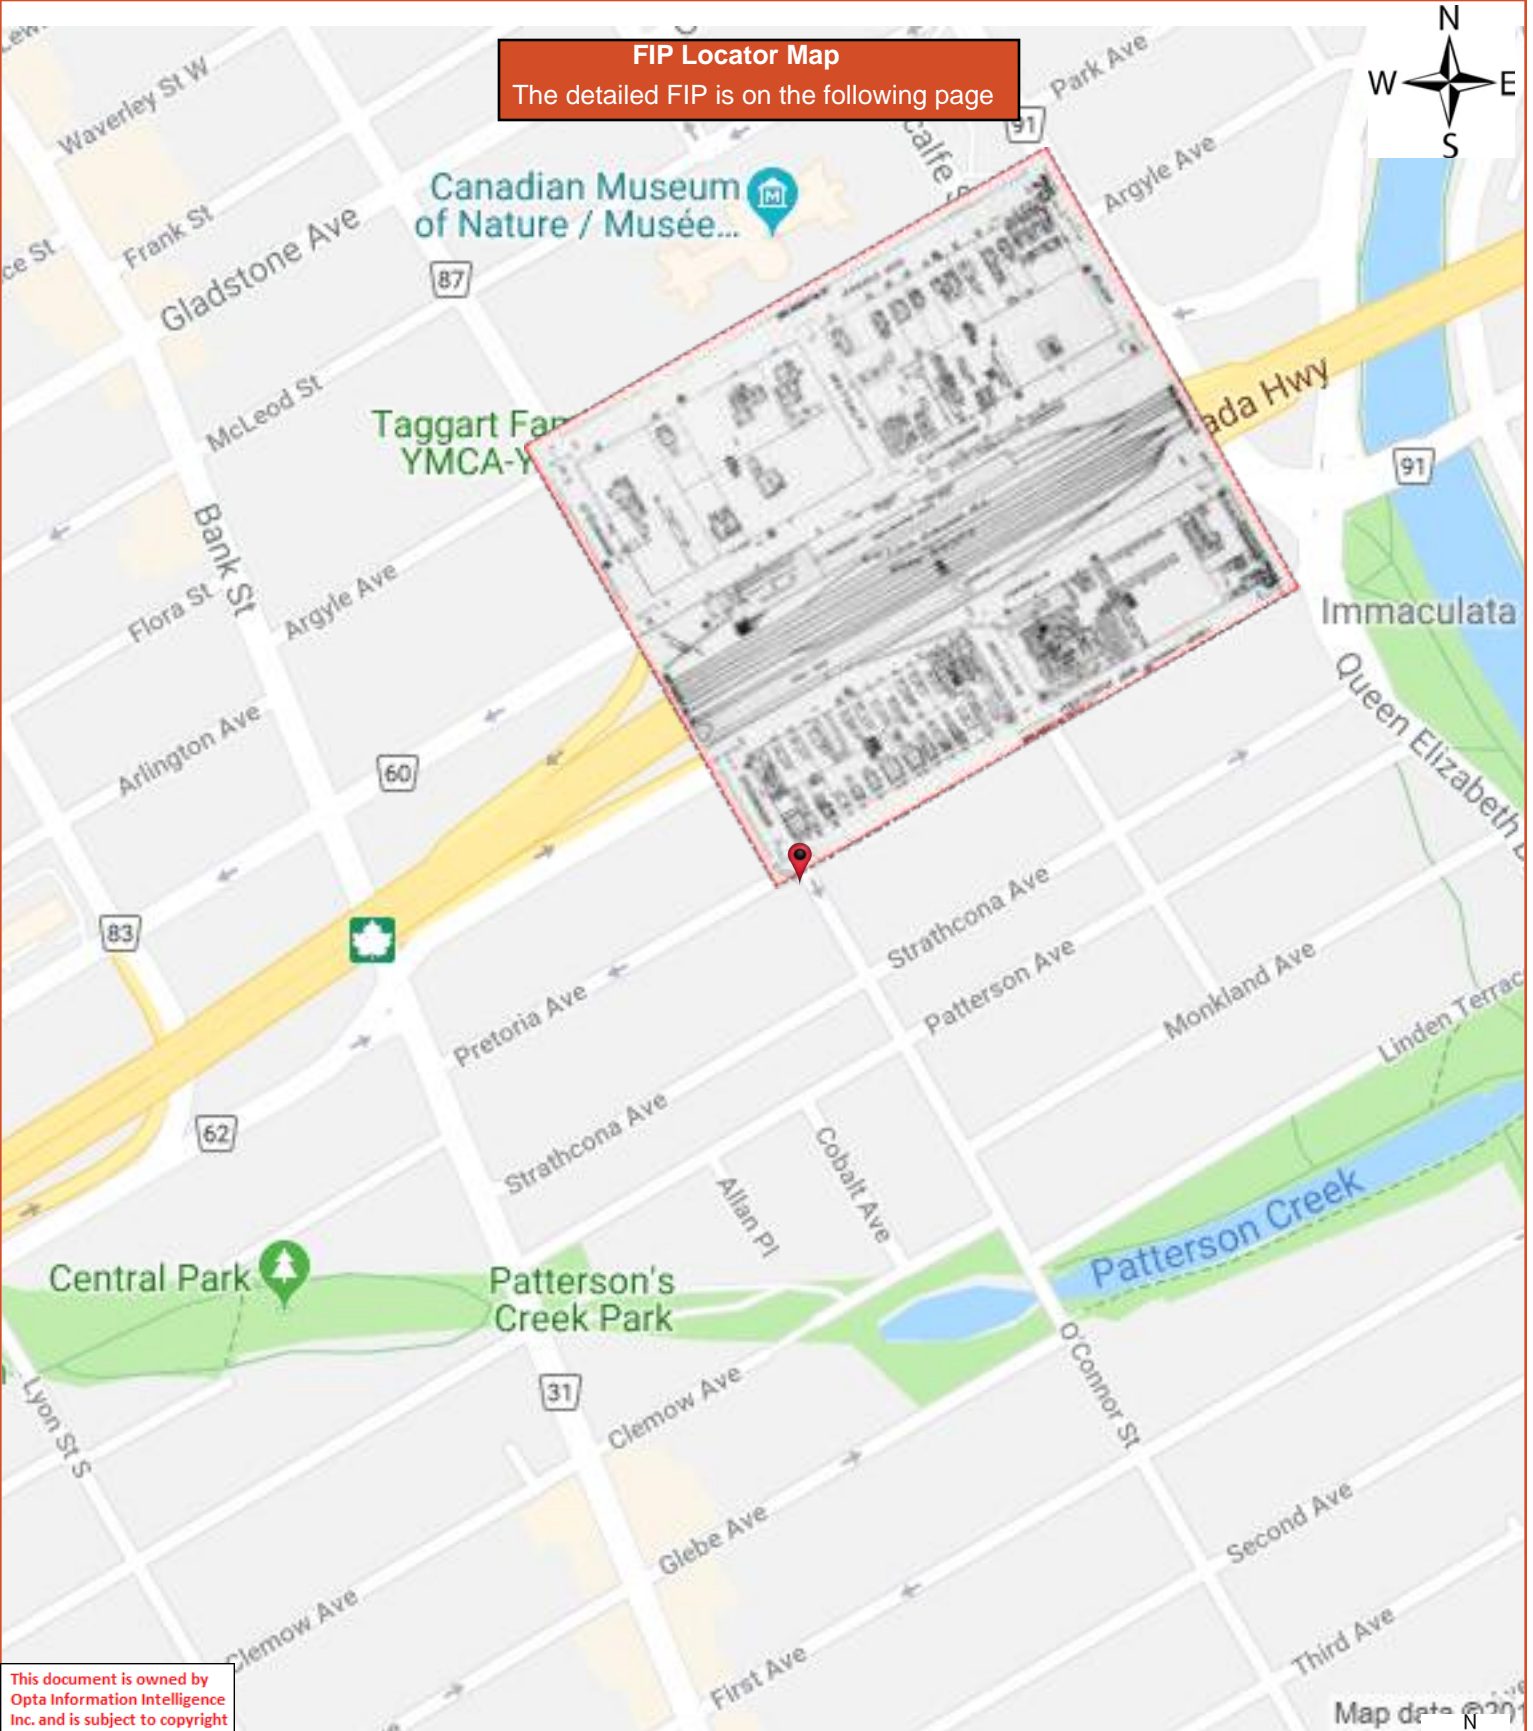 N
FIP Locator Map
The detailed FIP is on the following page
W
E
S
Park Ave
91
Waverley St W
Argyle Ave
Canadian Museum
of Nature / Musée...
Frank St
Gladstone Ave
87
McLeod St
Taggart
YMCA-Y
Hwy
91
Bank St
Argyle Ave
Flora St
Immaculata
Queen Elizabeth
Arlington Ave
60
83
Strathcona Ave
Patterson Ave
Monkland Ave
Pretoria Ave
Linden
62
Strathcona Ave
Cobalt Ave
Allan Pl
Patterson Creek
Central Park
Patterson's
Creek Park
O'Connor St
Lyon St S
31
Clemow Ave
Glebe Ave
Second Ave
Clemow Ave
Third Ave
First Ave
This document is owned by
Opta Information Intelligence
Inc. and is subject to copyright
Map data
N